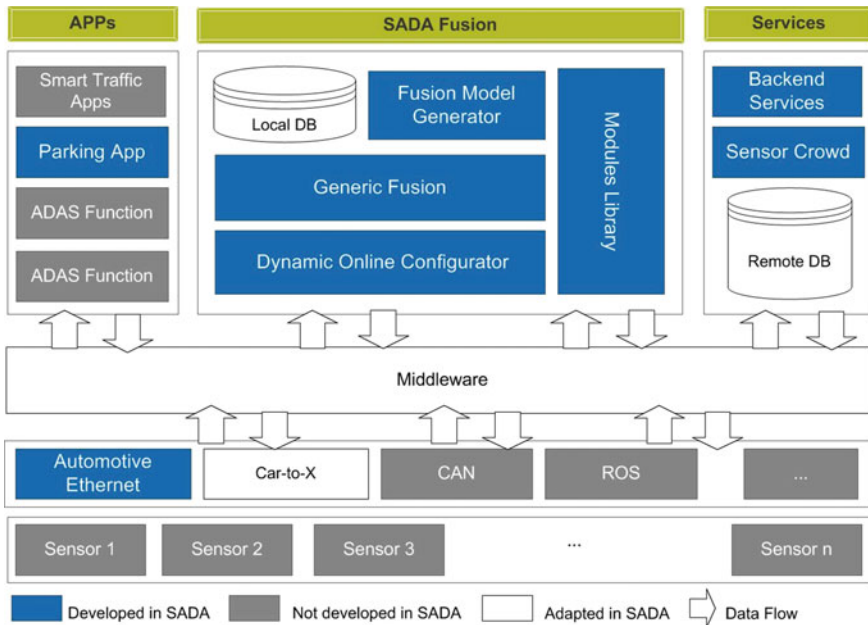 APPs
SADA Fusion
Services
Smart Traffic
Apps
Parking App
ADAS Function
ADAS Function
Local DB
Fusion Model
Generator
Generic Fusion
Dynamic Online Configurator
Modules Library
Backend
Services
Sensor Crowd
Remote DB
Middleware
Automotive
Ethernet
Car-to-X
CAN
ROS
...
Sensor 1
Sensor 2
Sensor 3
...
Sensor n
Developed in SADA
Not developed in SADA
Adapted in SADA
Data Flow